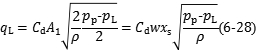 q_L = C_d A_1 √(2/ρ · (p_p-p_L)/2) = C_d w x_s √((p_p-p_L)/ρ) (6-28)